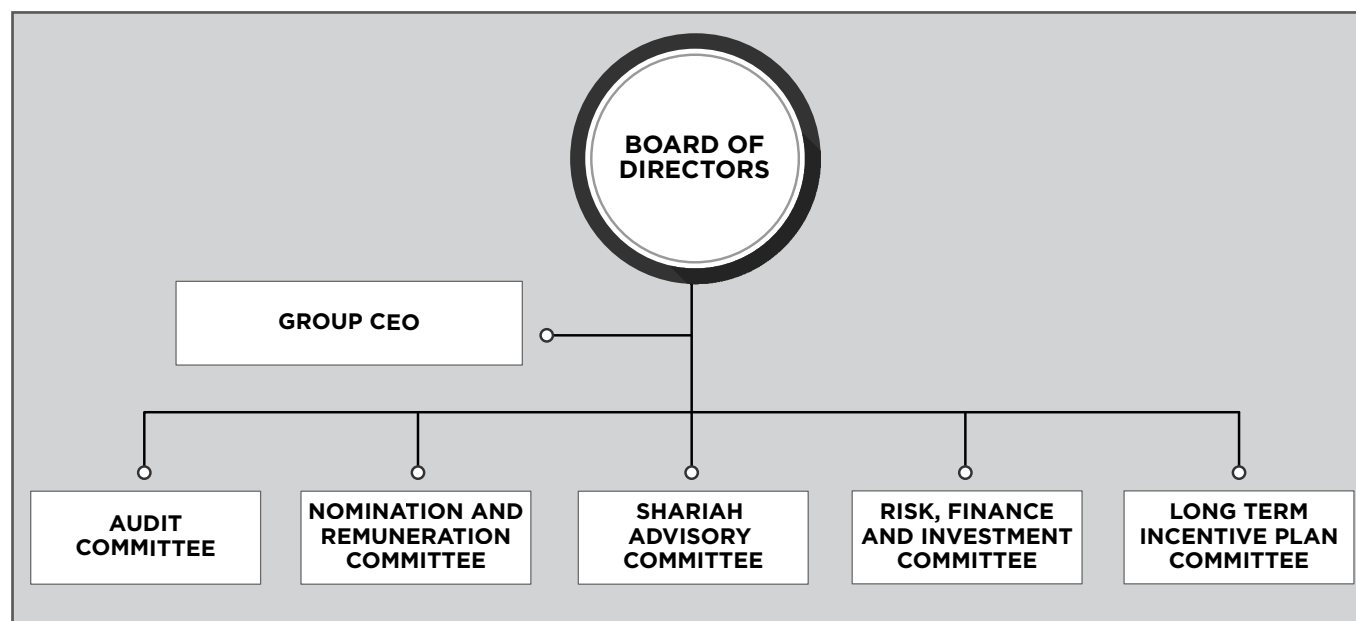 BOARD OF
DIRECTORS
GROUP CEO
AUDIT
COMMITTEE
NOMINATION AND
REMUNERATION
COMMITTEE
SHARIAH
ADVISORY
COMMITTEE
RISK, FINANCE
AND INVESTMENT
COMMITTEE
LONG TERM
INCENTIVE PLAN
COMMITTEE